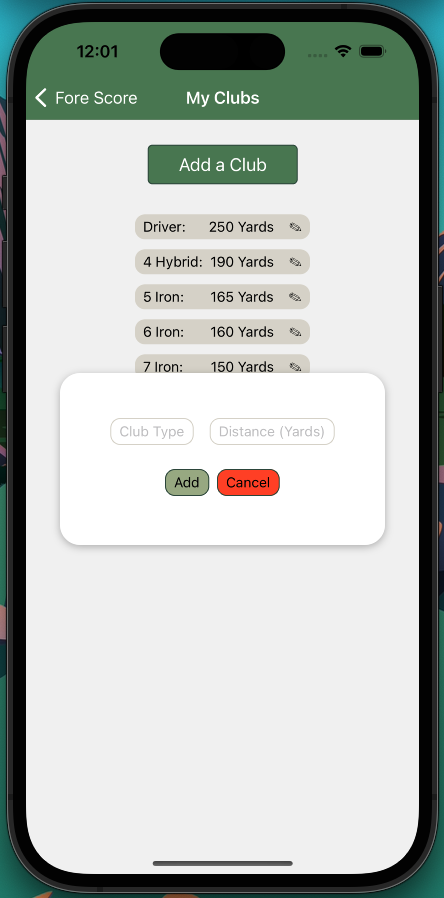 12:01
Fore Score My Clubs
Add a Club
Driver: 250 Yards
4 Hybrid: 190 Yards
5 Iron: 165 Yards
6 Iron: 160 Yards
7 Iron: 150 Yards
Club Type Distance (Yards)
Add Cancel